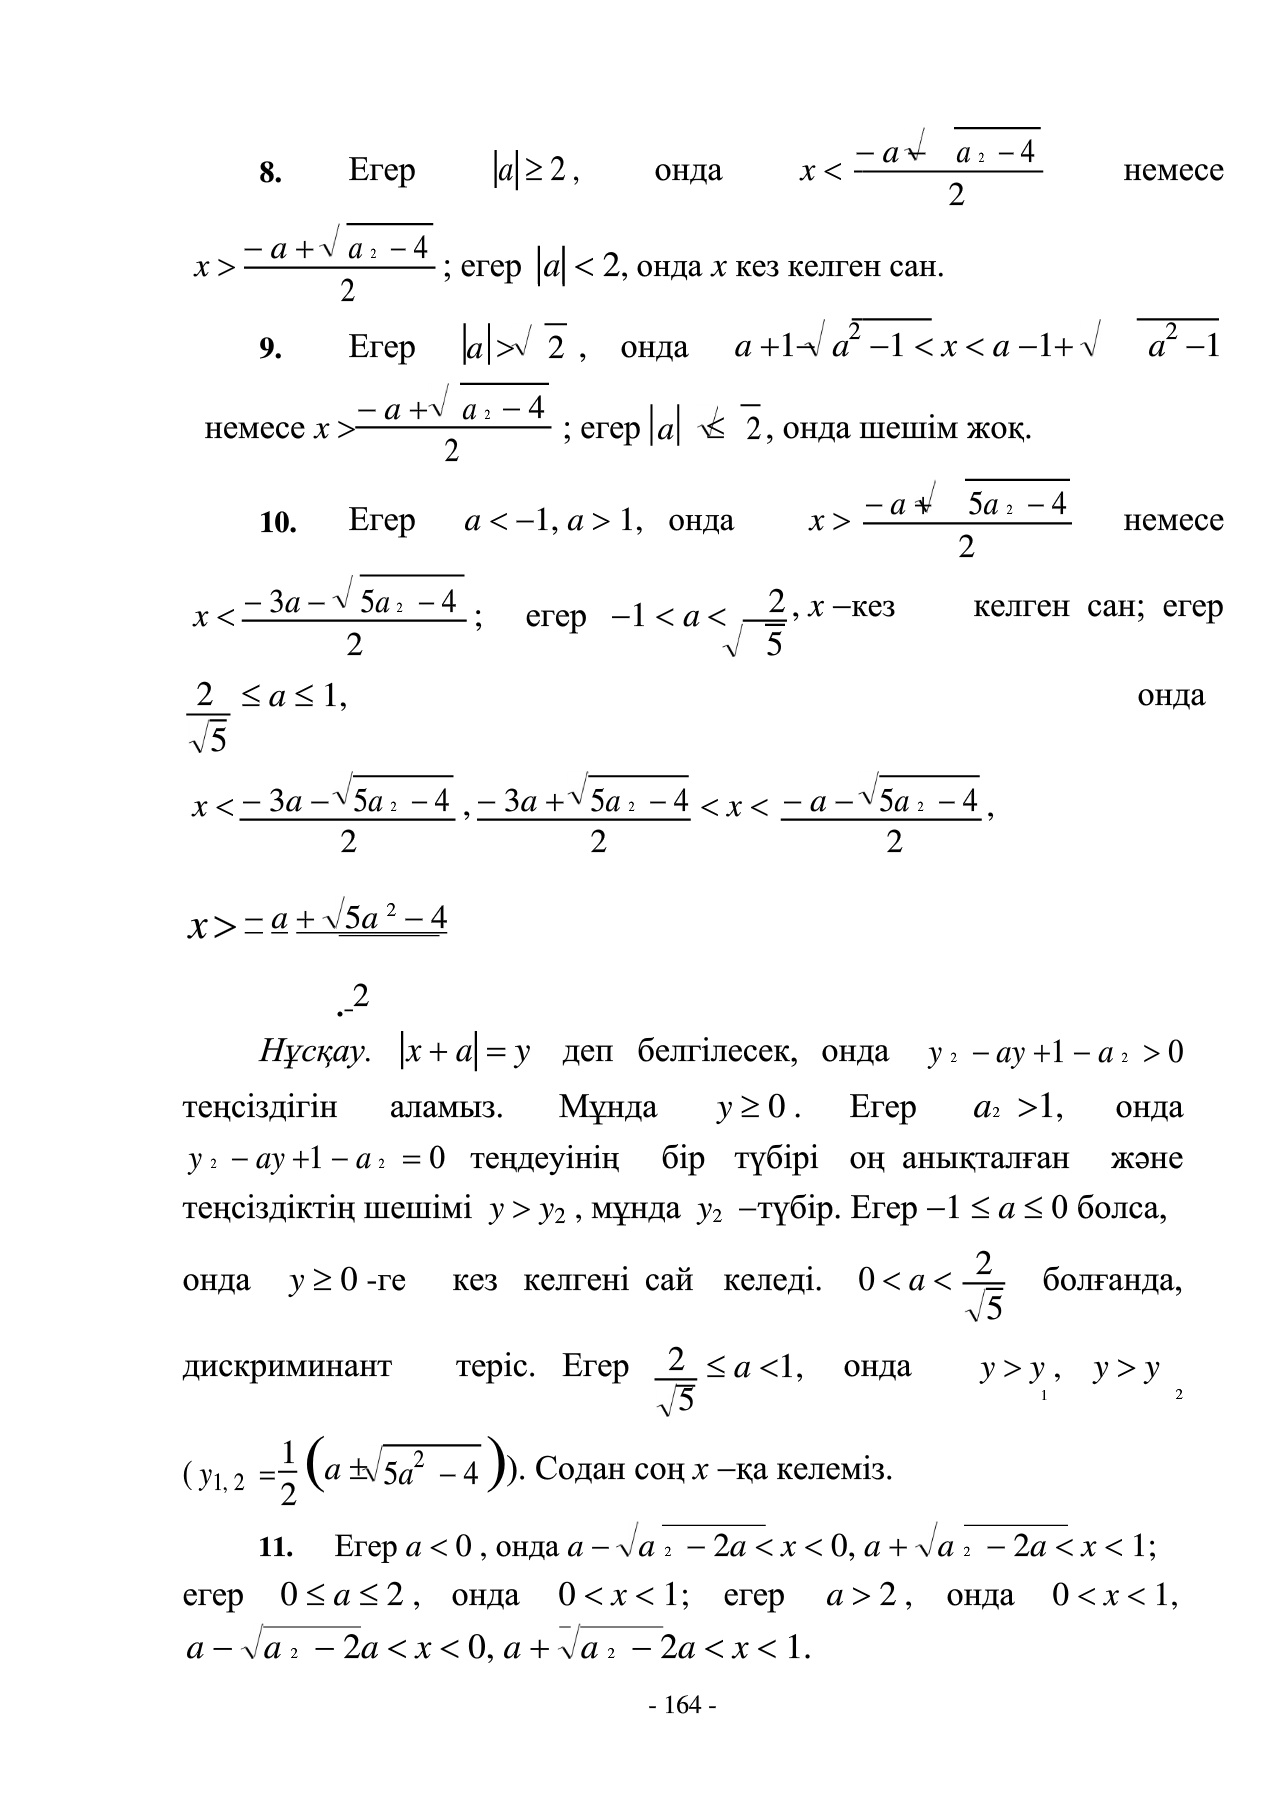 8. Егер |a| ≥ 2, онда x < (−a − √(a² − 4))/2 немесе
x > (−a + √(a² − 4))/2; егер |a| < 2, онда x кез келген сан.
9. Егер |a| > √2, онда a + 1 − √(a² − 1) < x < a − 1 + √(a² − 1)
немесе x > (−a + √(a² − 4))/2; егер |a| ≤ √2, онда шешім жоқ.
10. Егер a < −1, a > 1, онда x > (−a + √(5a² − 4))/2 немесе
x < (−3a − √(5a² − 4))/2; егер −1 < a < 2/√5, x – кез келген сан; егер
2/√5 ≤ a ≤ 1, онда
x < (−3a − √(5a² − 4))/2, (−3a + √(5a² − 4))/2 < x < (−a − √(5a² − 4))/2,
x > (−a + √(5a² − 4))/2.
Нұсқау. |x + a| = y деп белгілесек, онда y² − ay + 1 − a² > 0
теңсіздігін аламыз. Мұнда y ≥ 0. Егер a² > 1, онда
y² − ay + 1 − a² = 0 теңдеуінің бір түбірі оң анықталған және
теңсіздіктің шешімі y > y₂, мұнда y₂ – түбір. Егер −1 ≤ a ≤ 0 болса,
онда y ≥ 0 -ге кез келгені сай келеді. 0 < a < 2/√5 болғанда,
дискриминант теріс. Егер 2/√5 ≤ a < 1, онда y > y₁, y > y₂
(y₁,₂ = 1/2 (a ± √(5a² − 4))). Содан соң x – қа келеміз.
11. Егер a < 0, онда a − √(a² − 2a) < x < 0, a + √(a² − 2a) < x < 1;
егер 0 ≤ a ≤ 2, онда 0 < x < 1; егер a > 2, онда 0 < x < 1,
a − √(a² − 2a) < x < 0, a + √(a² − 2a) < x < 1.
- 164 -